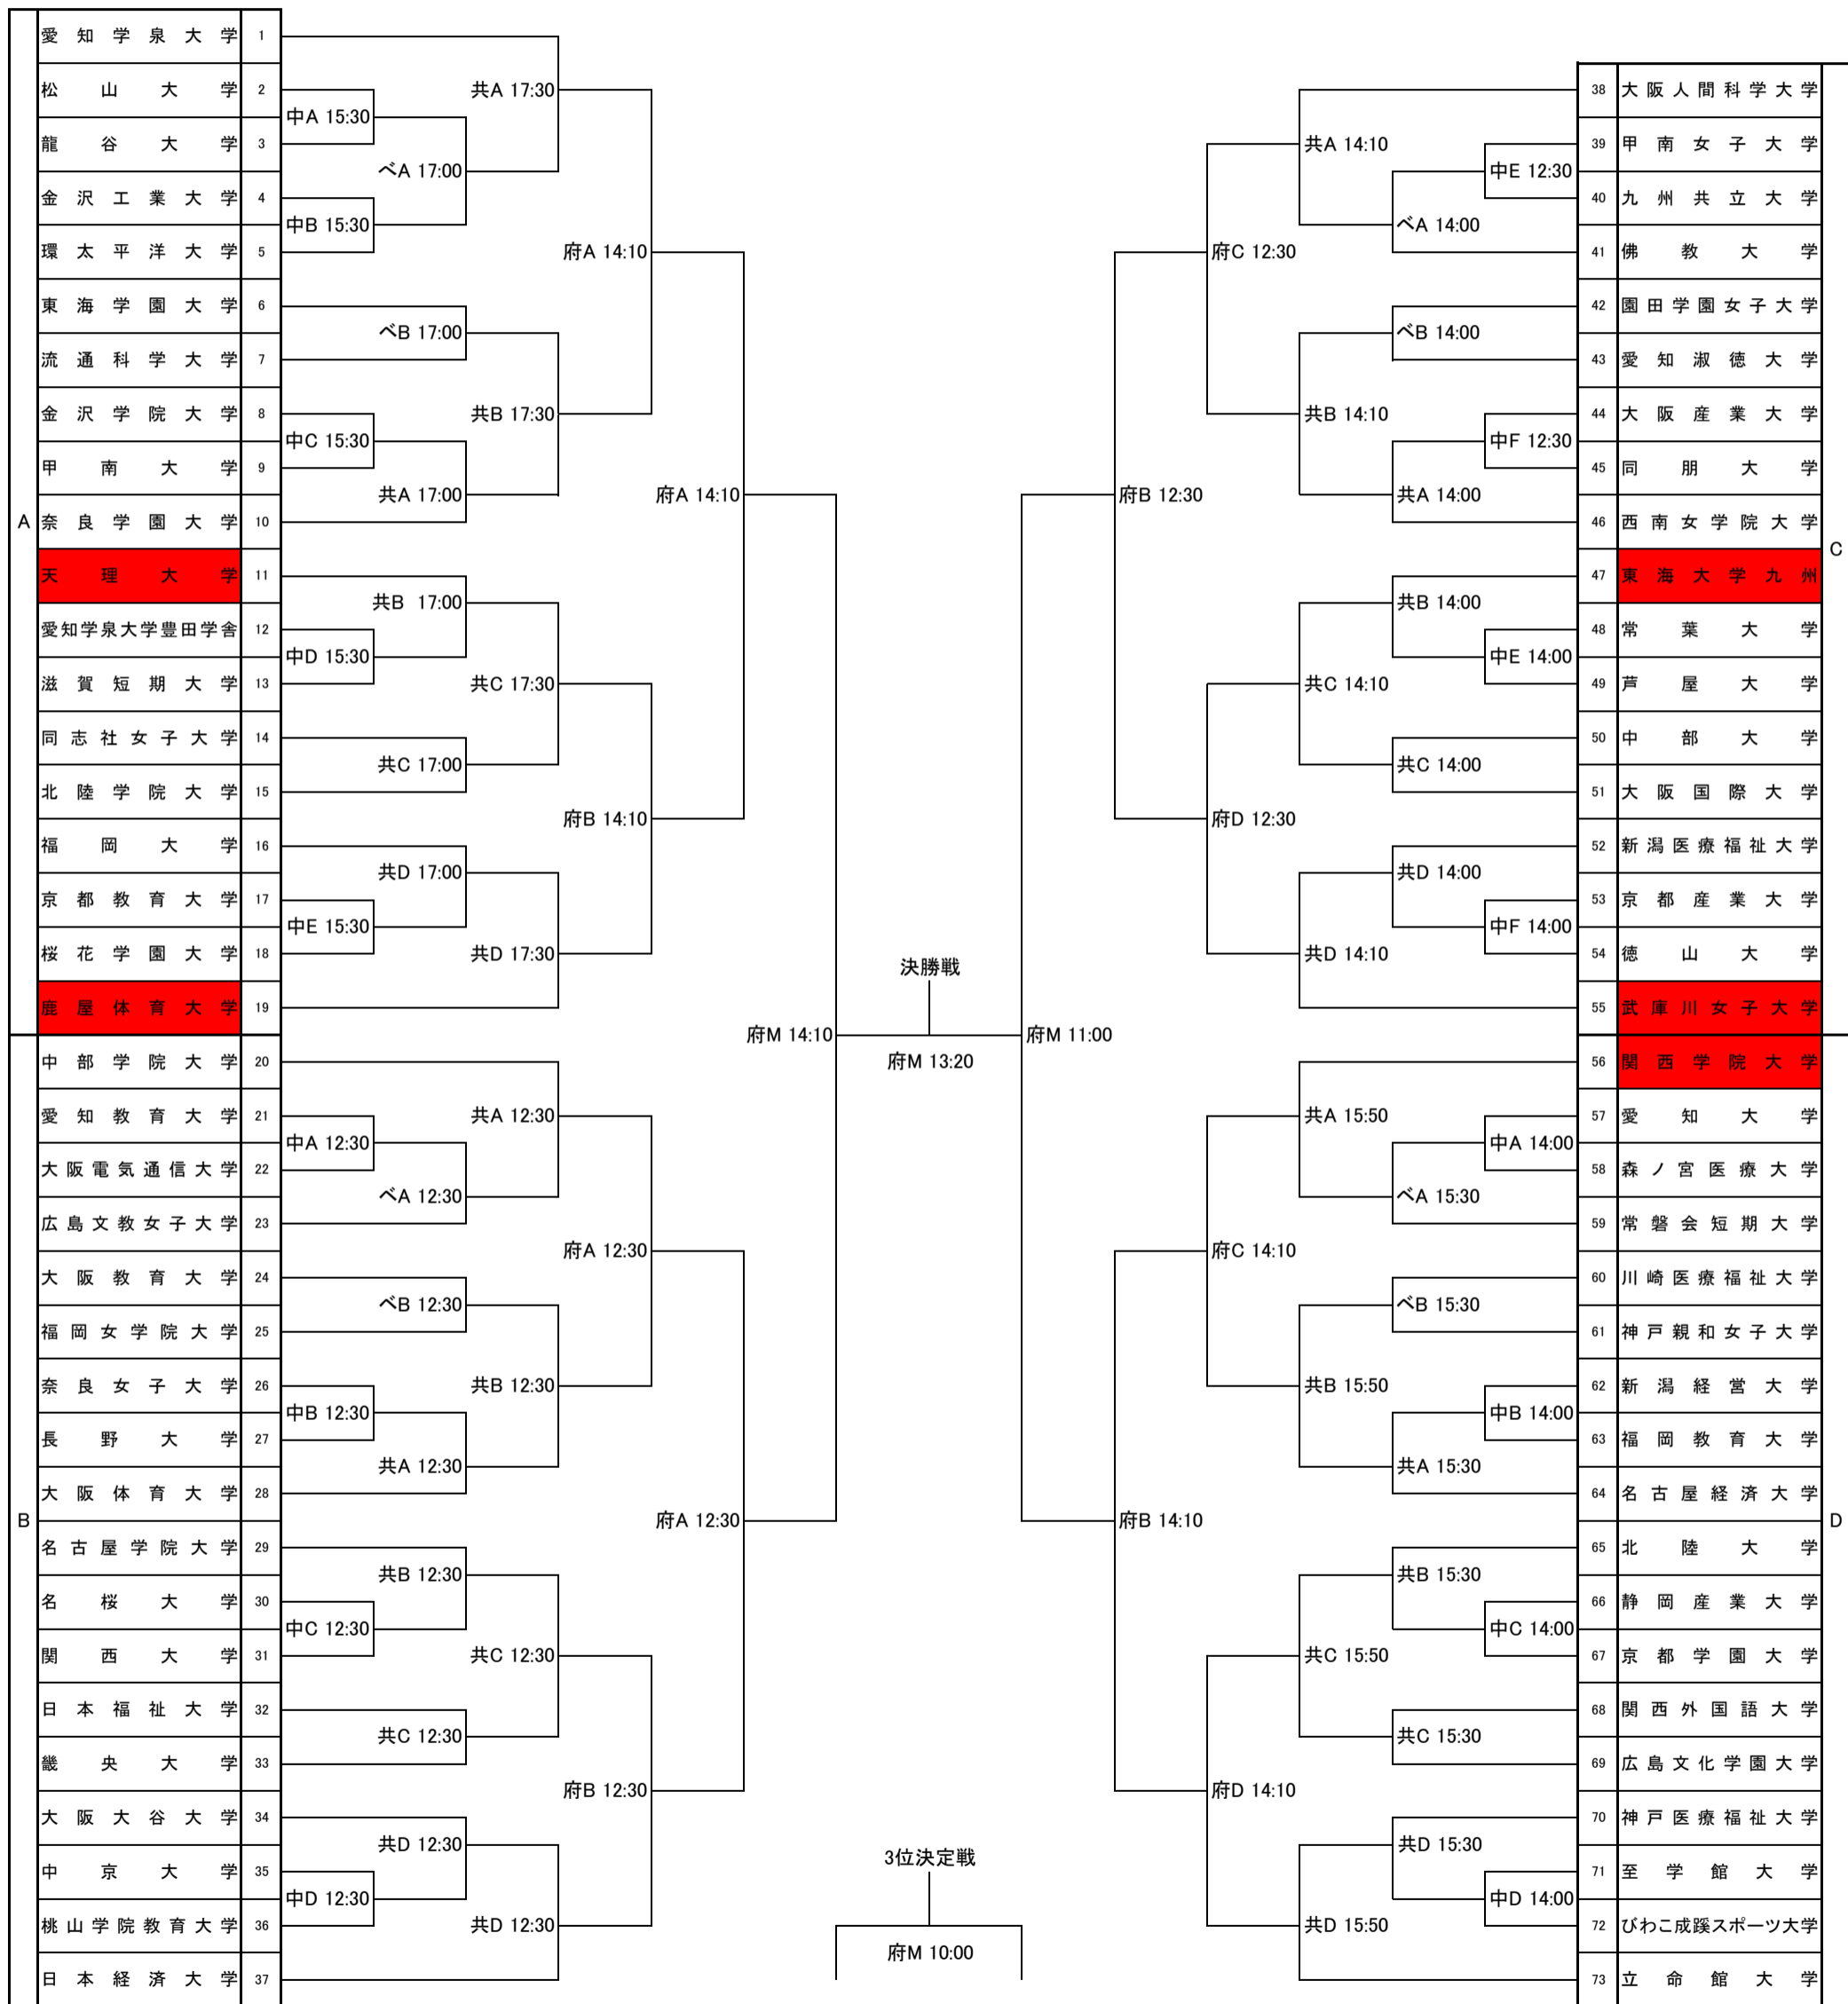 A
愛知学泉大学 1
松山大学 2
龍谷大学 3
金沢工業大学 4
環太平洋大学 5
東海学園大学 6
流通科学大学 7
金沢学院大学 8
甲南大学 9
奈良学園大学 10
天理大学 11
愛知学泉大学豊田学舎 12
滋賀短期大学 13
同志社女子大学 14
北陸学院大学 15
福岡大学 16
京都教育大学 17
桜花学園大学 18
鹿屋体育大学 19
B
中部学院大学 20
愛知教育大学 21
大阪電気通信大学 22
広島文教女子大学 23
大阪教育大学 24
福岡女学院大学 25
奈良女子大学 26
長野大学 27
大阪体育大学 28
名古屋学院大学 29
名桜大学 30
関西大学 31
日本福祉大学 32
畿央大学 33
大阪大谷大学 34
中京大学 35
桃山学院教育大学 36
日本経済大学 37
中A 15:30
中B 15:30
中C 15:30
中D 15:30
中E 15:30
中A 12:30
中B 12:30
中C 12:30
中D 12:30
ベA 17:00
ベB 17:00
共A 17:00
共B 17:00
共C 17:00
共D 17:00
ベA 12:30
ベB 12:30
共A 12:30
共B 12:30
共C 12:30
共D 12:30
共A 17:30
共B 17:30
共C 17:30
共D 17:30
共A 12:30
共B 12:30
共C 12:30
共D 12:30
府A 14:10
府B 14:10
府A 12:30
府B 12:30
府A 14:10
府A 12:30
府M 14:10
決勝戦
府M 13:20
3位決定戦
府M 10:00
府M 11:00
府B 12:30
府B 14:10
府C 12:30
府D 12:30
府C 14:10
府D 14:10
共A 14:10
共B 14:10
共C 14:10
共D 14:10
共A 15:50
共B 15:50
共C 15:50
共D 15:50
ベA 14:00
ベB 14:00
共A 14:00
共B 14:00
共C 14:00
共D 14:00
ベA 15:30
ベB 15:30
共A 15:30
共B 15:30
共C 15:30
共D 15:30
中E 12:30
中F 12:30
中E 14:00
中F 14:00
中A 14:00
中B 14:00
中C 14:00
中D 14:00
38 大阪人間科学大学
39 甲南女子大学
40 九州共立大学
41 佛教大学
42 園田学園女子大学
43 愛知淑徳大学
44 大阪産業大学
45 同朋大学
46 西南女学院大学
47 東海大学九州
48 常葉大学
49 芦屋大学
50 中部大学
51 大阪国際大学
52 新潟医療福祉大学
53 京都産業大学
54 徳山大学
55 武庫川女子大学
C
56 関西学院大学
57 愛知大学
58 森ノ宮医療大学
59 常磐会短期大学
60 川崎医療福祉大学
61 神戸親和女子大学
62 新潟経営大学
63 福岡教育大学
64 名古屋経済大学
65 北陸大学
66 静岡産業大学
67 京都学園大学
68 関西外国語大学
69 広島文化学園大学
70 神戸医療福祉大学
71 至学館大学
72 びわこ成蹊スポーツ大学
73 立命館大学
D